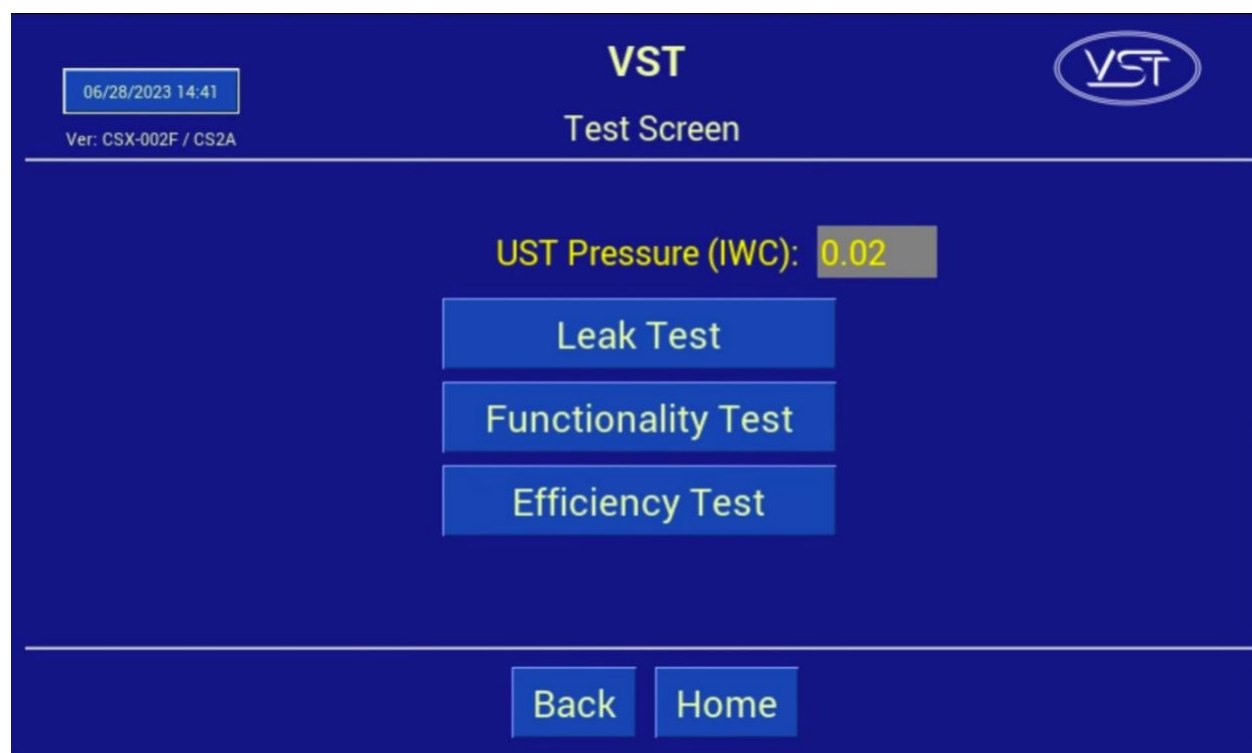 VST
VST
06/28/2023 14:41
Test Screen
Ver: CSX-002F / CS2A
UST Pressure (IWC): 0.02
Leak Test
Functionality Test
Efficiency Test
Back Home